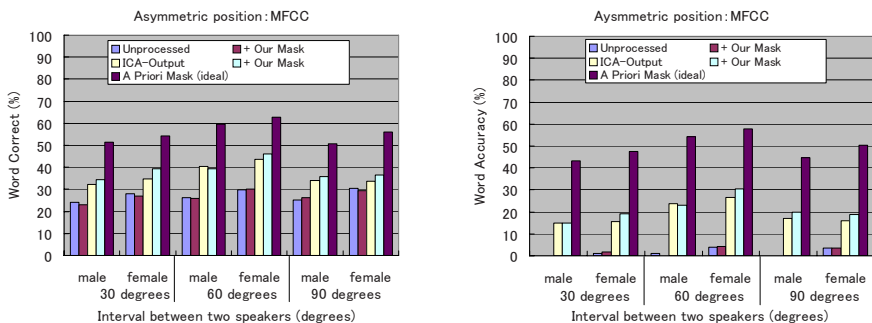 Asymmetric position : MFCC
Unprocessed
+ Our Mask
ICA-Output
+ Our Mask
A Priori Mask (ideal)
Word Correct (%)
100
90
80
70
60
50
40
30
20
10
0
male female male female male female
30 degrees 60 degrees 90 degrees
Interval between two speakers (degrees)
Aysmmetric position : MFCC
Unprocessed
+ Our Mask
ICA-Output
+ Our Mask
A Priori Mask (ideal)
Word Accuracy (%)
100
90
80
70
60
50
40
30
20
10
0
male female male female male female
30 degrees 60 degrees 90 degrees
Interval between two speakers (degrees)